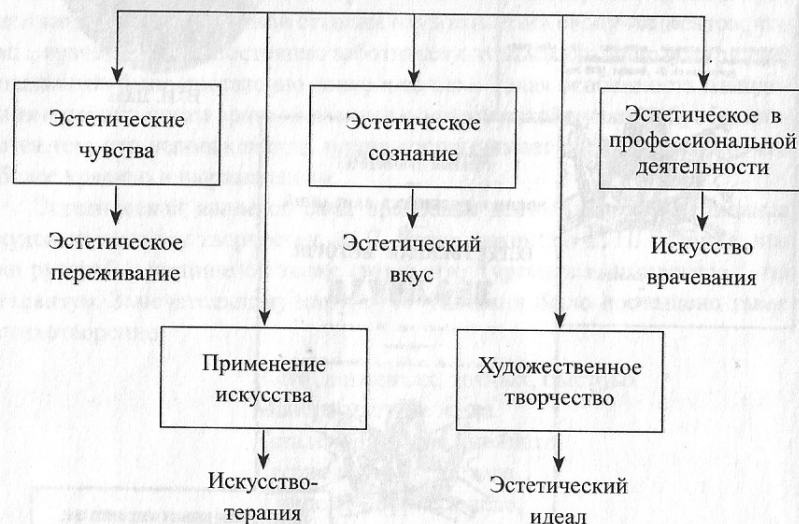 Эстетические
чувства
Эстетическое
сознание
Эстетическое в
профессиональной
деятельности
Эстетическое
переживание
Эстетический
вкус
Искусство
врачевания
Применение
искусства
Художественное
творчество
Искусство-
терапия
Эстетический
идеал